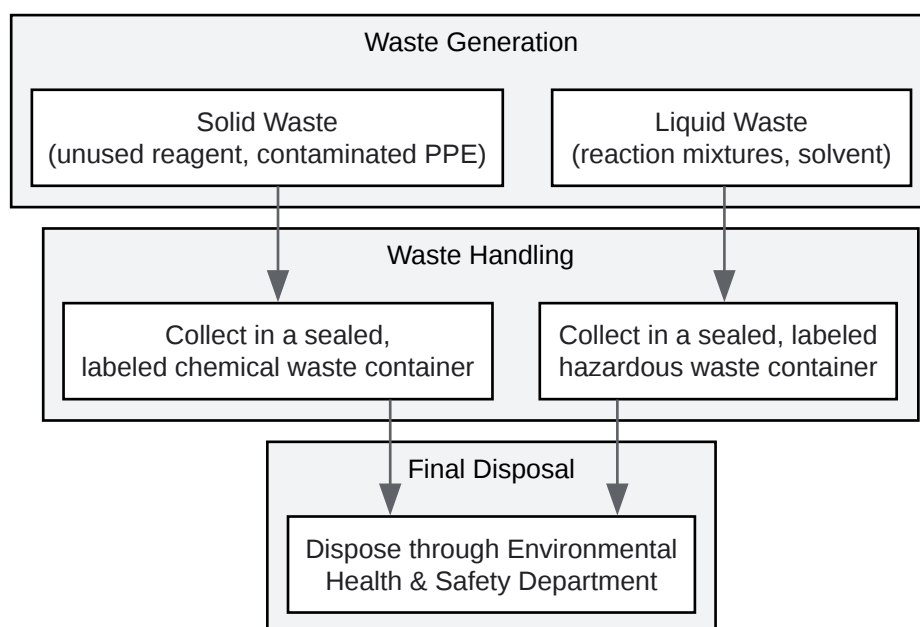 Waste Generation
Solid Waste
(unused reagent, contaminated PPE)
Liquid Waste
(reaction mixtures, solvent)
Waste Handling
Collect in a sealed,
labeled chemical waste container
Collect in a sealed, labeled
hazardous waste container
Final Disposal
Dispose through Environmental
Health & Safety Department